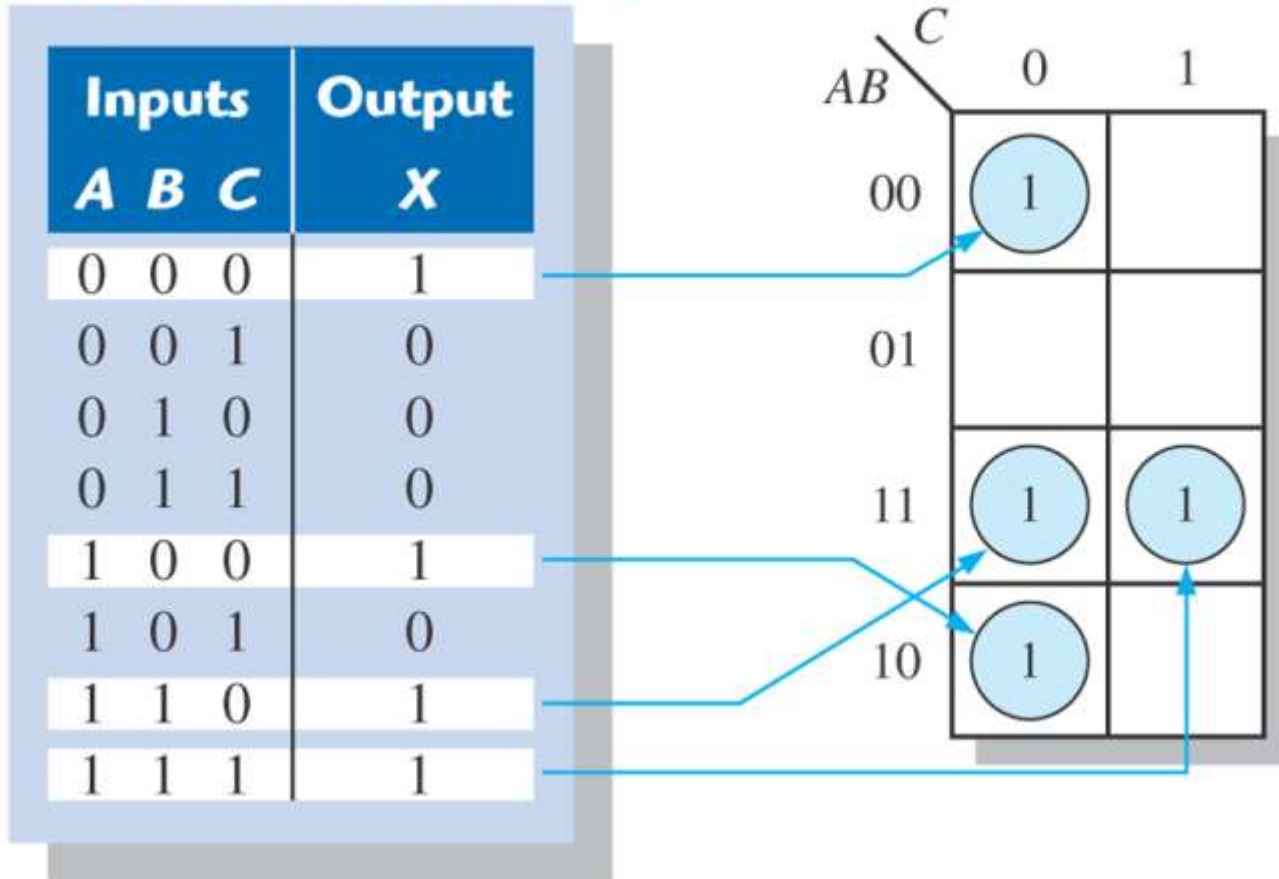 Inputs Output
A B C X
0 0 0 1
0 0 1 0
0 1 0 0
0 1 1 0
1 0 0 1
1 0 1 0
1 1 0 1
1 1 1 1
C
AB 0 1
00 1
01
11 1 1
10 1